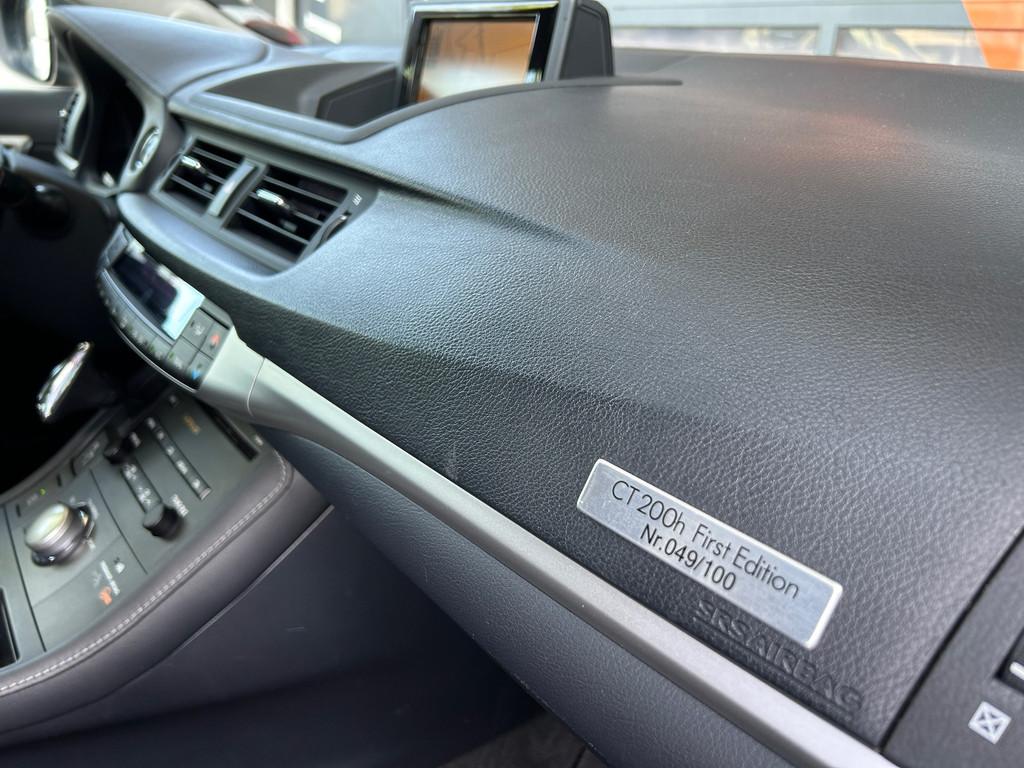 CT 200h First Edition
Nr.049/100
SRS AIRBAG